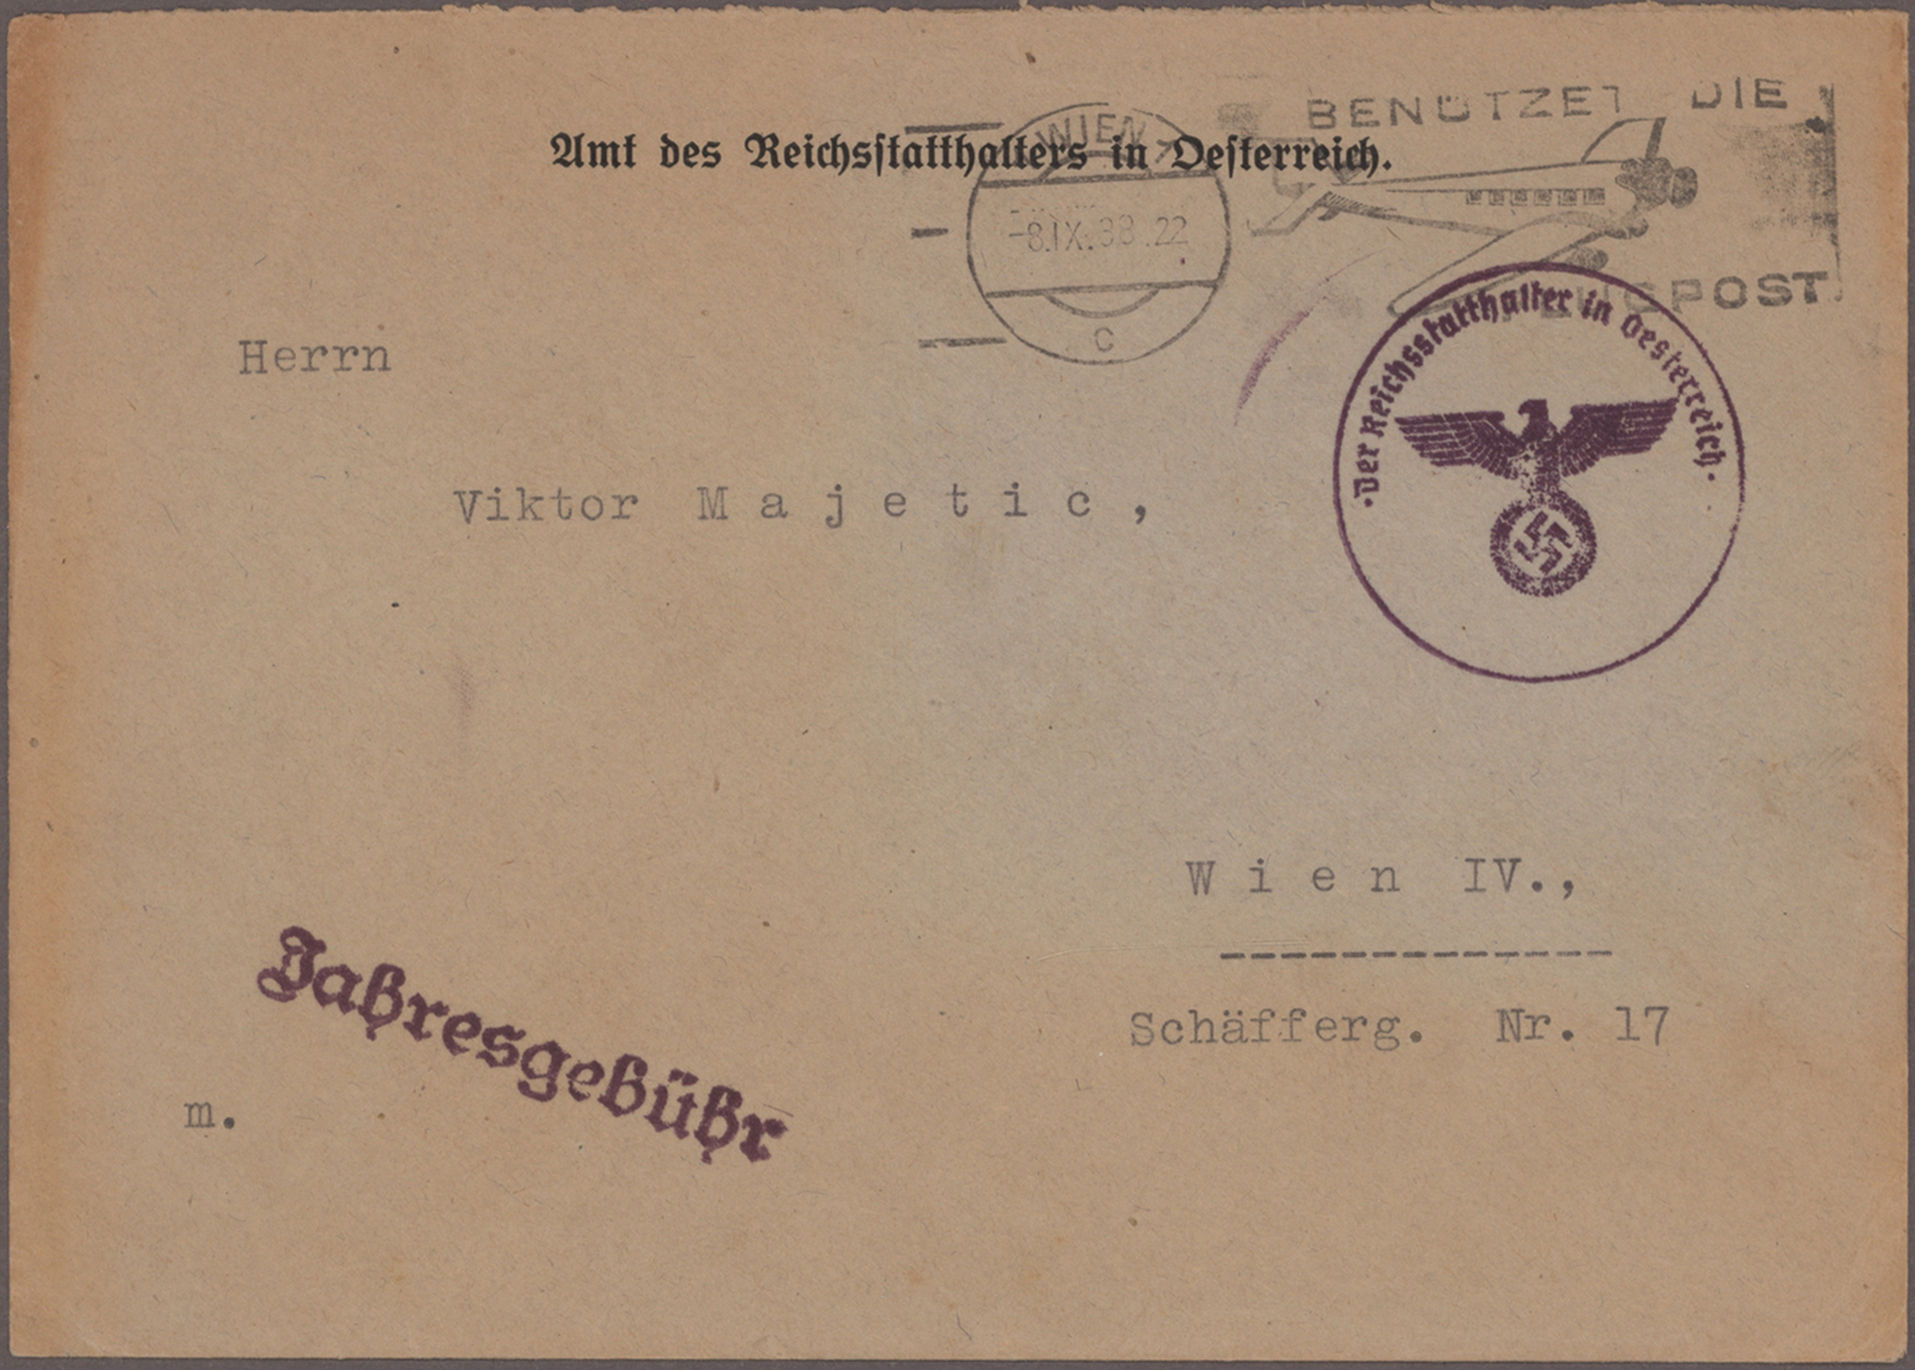 Amt des Reichsstatthalters in Oesterreich.
WIEN
-8.IX.38.22
C
BENÜTZET DIE
FLUGPOST
·Der Reichsstatthalter in Oesterreich·
Herrn
Viktor Majetic,
Wien IV.,
-------------
Schäfferg. Nr. 17
Jahresgebühr
m.